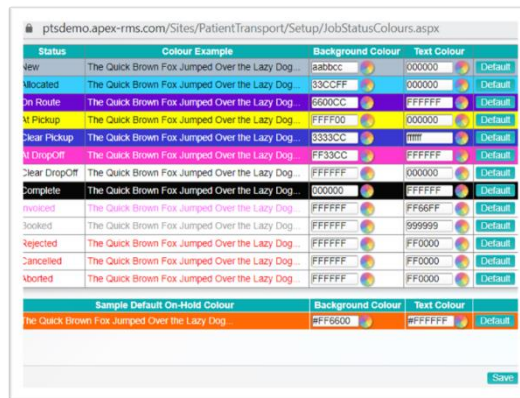 ptsdemo.apex-rms.com/Sites/PatientTransport/Setup/JobStatusColours.aspx
Status Colour Example Background Colour Text Colour
New The Quick Brown Fox Jumped Over the Lazy Dog... aabbcc 000000 Default
Allocated The Quick Brown Fox Jumped Over the Lazy Dog... 33CCFF 000000 Default
On Route The Quick Brown Fox Jumped Over the Lazy Dog... 6600CC FFFFFF Default
At Pickup The Quick Brown Fox Jumped Over the Lazy Dog... FFFF00 000000 Default
Clear Pickup The Quick Brown Fox Jumped Over the Lazy Dog... 3333CC ffffff Default
At DropOff The Quick Brown Fox Jumped Over the Lazy Dog... FF33CC FFFFFF Default
Clear DropOff The Quick Brown Fox Jumped Over the Lazy Dog... FFFFFF 000000 Default
Complete The Quick Brown Fox Jumped Over the Lazy Dog... 000000 FFFFFF Default
Invoiced The Quick Brown Fox Jumped Over the Lazy Dog... FFFFFF FF66FF Default
Booked The Quick Brown Fox Jumped Over the Lazy Dog... FFFFFF 999999 Default
Rejected The Quick Brown Fox Jumped Over the Lazy Dog... FFFFFF FF0000 Default
Cancelled The Quick Brown Fox Jumped Over the Lazy Dog... FFFFFF FF0000 Default
Aborted The Quick Brown Fox Jumped Over the Lazy Dog... FFFFFF FF0000 Default
Sample Default On-Hold Colour Background Colour Text Colour
The Quick Brown Fox Jumped Over the Lazy Dog... #FF6600 #FFFFFF Default
Save